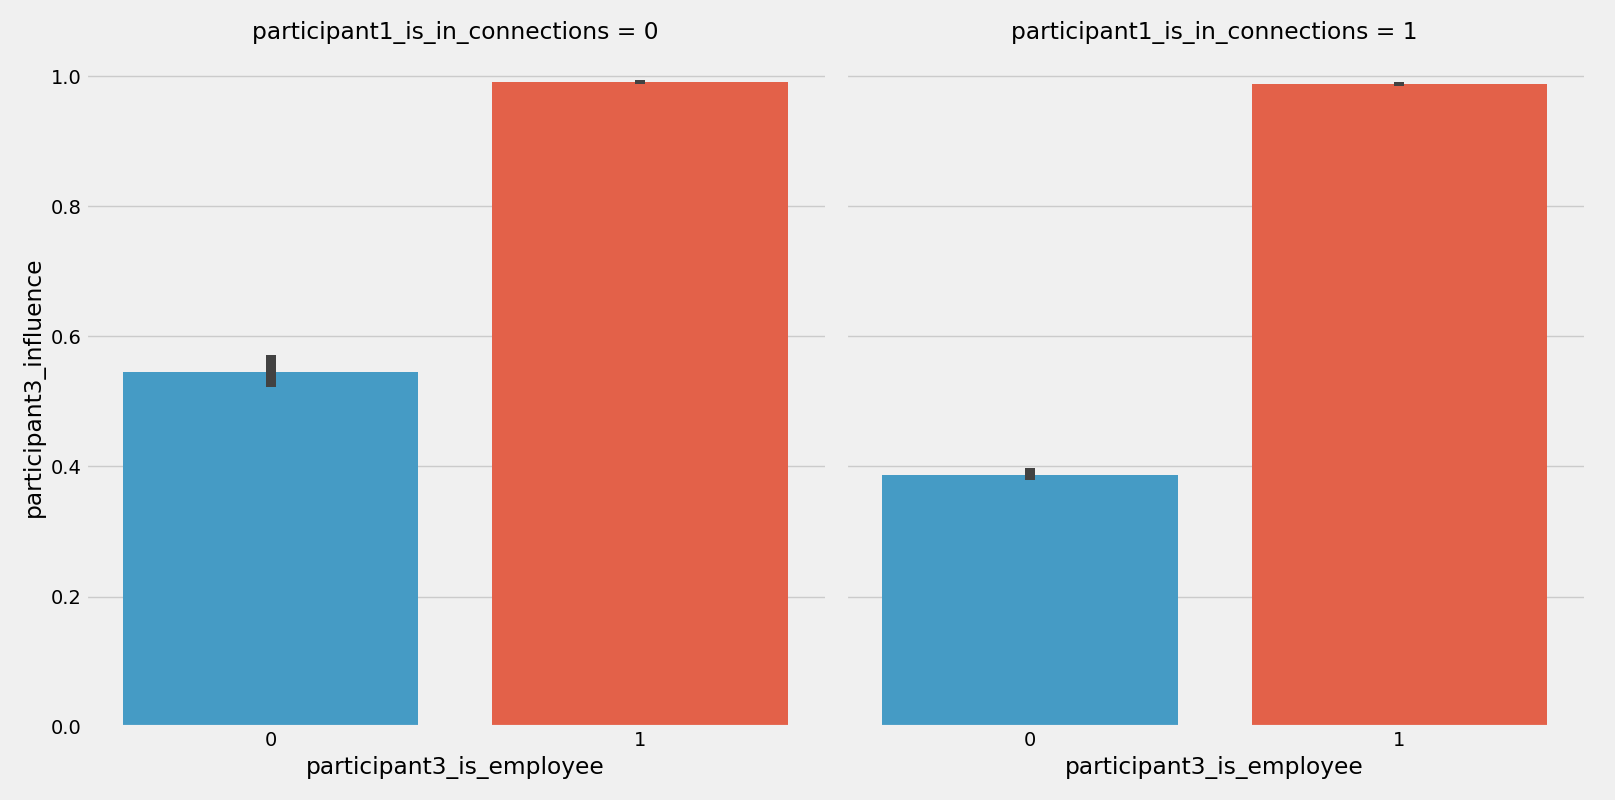 participant1_is_in_connections = 0
participant1_is_in_connections = 1
participant3_influence
1.0
0.8
0.6
0.4
0.2
0.0
0
1
0
1
participant3_is_employee
participant3_is_employee